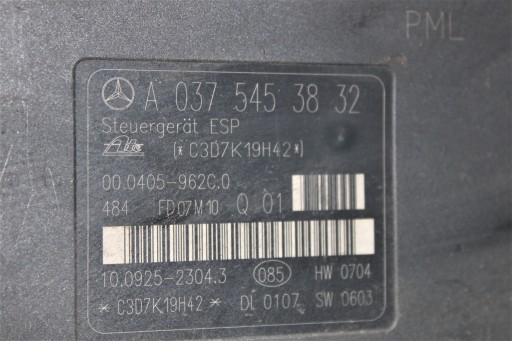 PML
A 037 545 38 32
Steuergerät ESP
Ate (*C3D7K19H42*)
00.0405-962C.0
484 FD07M10 Q 01
10.0925-2304.3 085 HW 0704
*C3D7K19H42* DL 0107 SW 0603